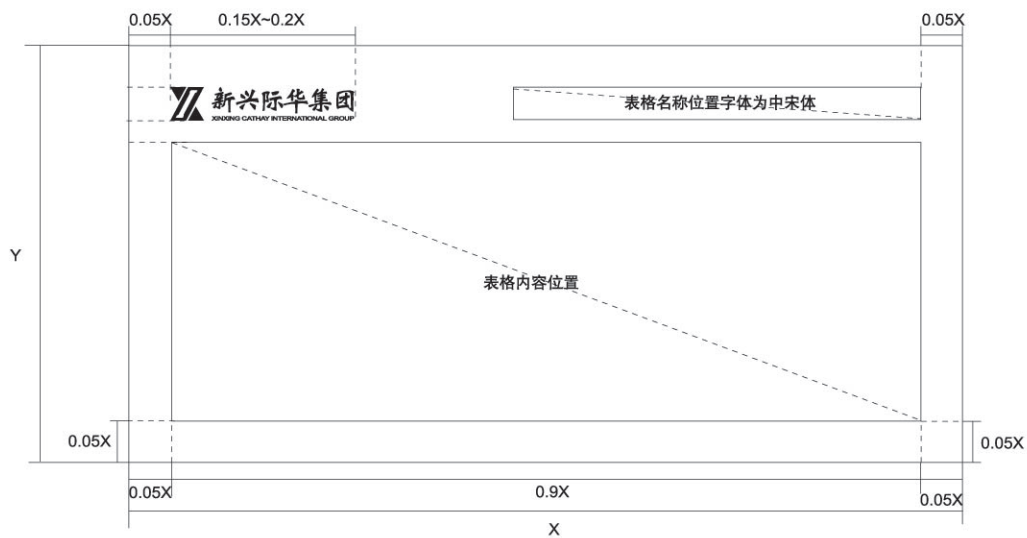 0.05X
0.15X~0.2X
0.05X
新兴际华集团
XINXING CATHAY INTERNATIONAL GROUP
表格名称位置字体为中宋体
Y
表格内容位置
0.05X
0.05X
0.05X
0.9X
0.05X
X